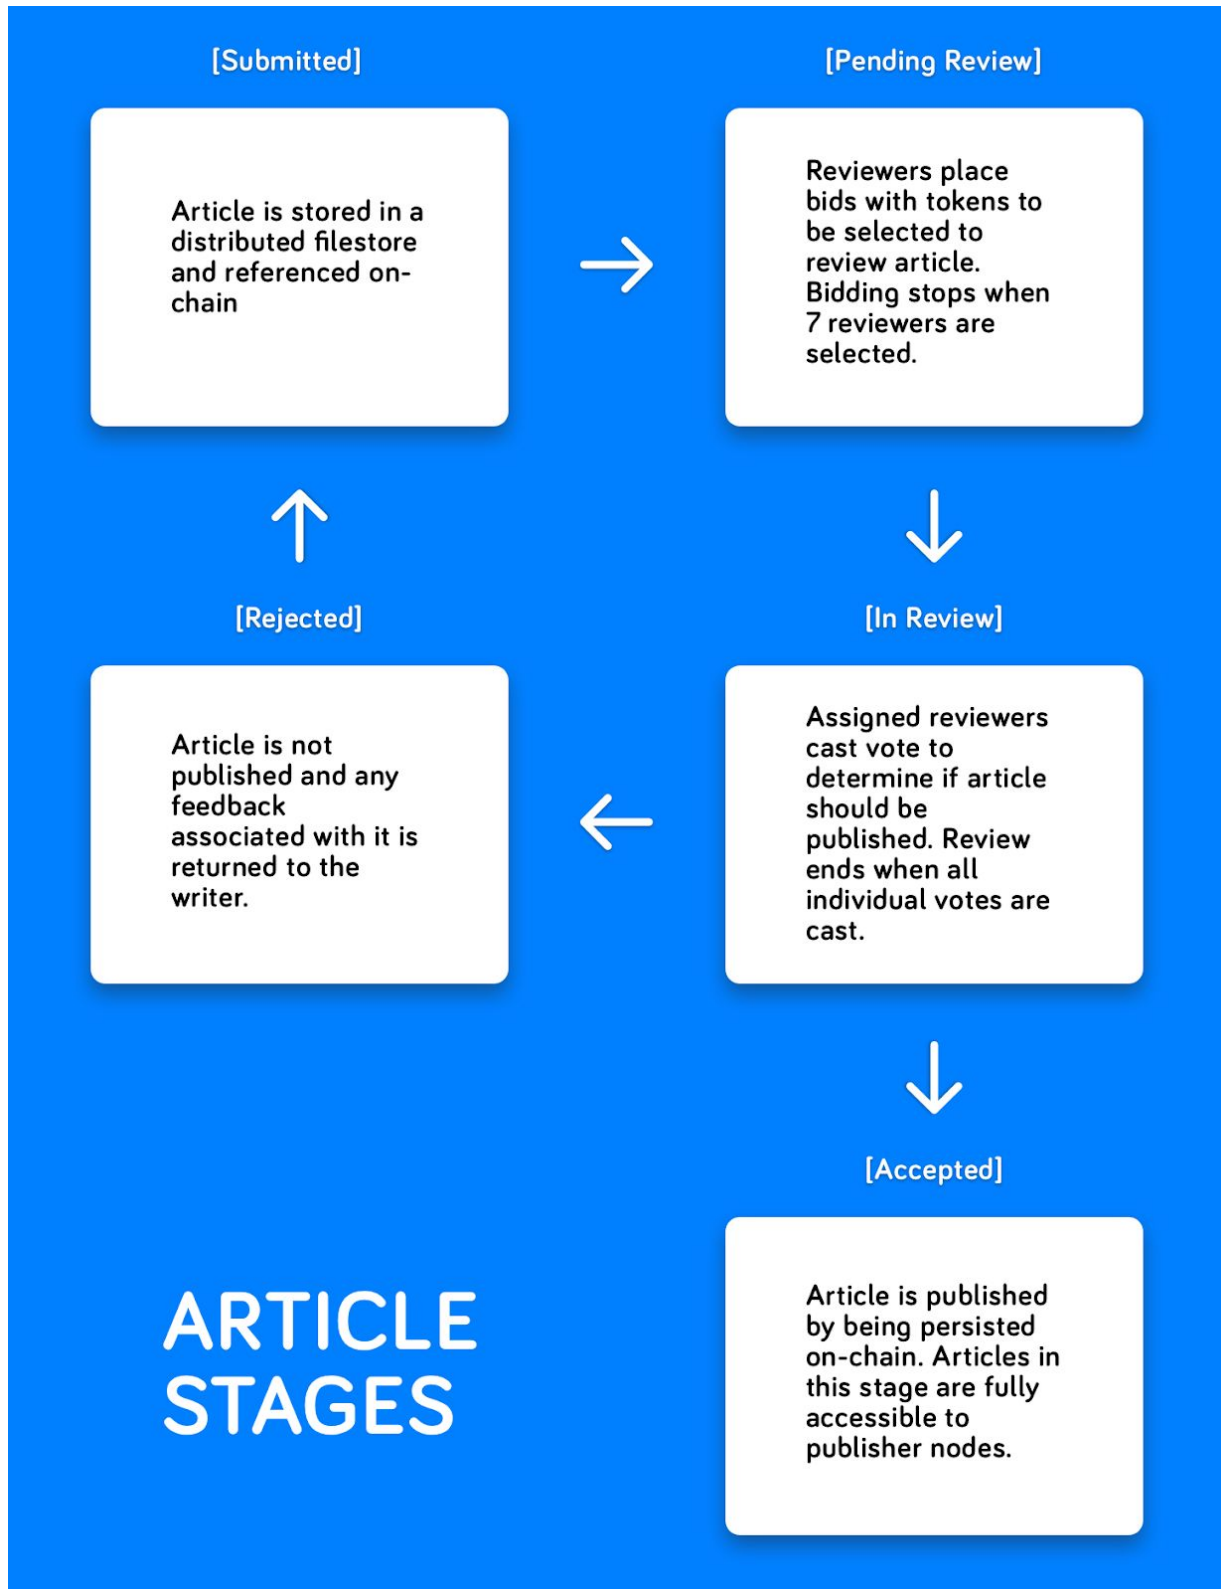 [Submitted]
Article is stored in a
distributed filestore
and referenced on-
chain
[Pending Review]
Reviewers place
bids with tokens to
be selected to
review article.
Bidding stops when
7 reviewers are
selected.
[In Review]
Assigned reviewers
cast vote to
determine if article
should be
published. Review
ends when all
individual votes are
cast.
[Rejected]
Article is not
published and any
feedback
associated with it is
returned to the
writer.
[Accepted]
Article is published
by being persisted
on-chain. Articles in
this stage are fully
accessible to
publisher nodes.
ARTICLE
STAGES